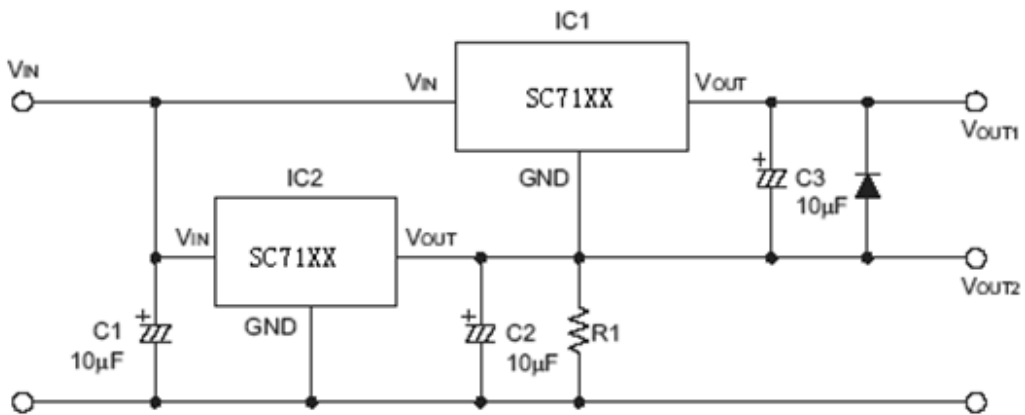 IC1
VIN
VIN
SC71XX
VOUT
VOUT1
GND
C3
10μF
+
IC2
VIN
SC71XX
VOUT
VOUT2
GND
+
C1
10μF
+
C2
10μF
R1